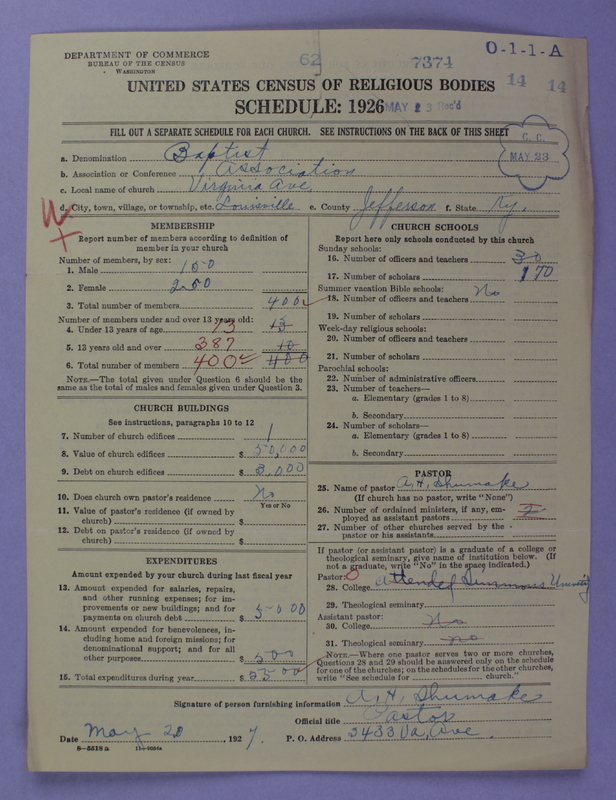 DEPARTMENT OF COMMERCE
BUREAU OF THE CENSUS
WASHINGTON
62
7374
O-1-1-A
14 14
UNITED STATES CENSUS OF RELIGIOUS BODIES
SCHEDULE: 1926
MAY 23 Rec'd
FILL OUT A SEPARATE SCHEDULE FOR EACH CHURCH. SEE INSTRUCTIONS ON THE BACK OF THIS SHEET
C. C.
MAY 23
a. Denomination Baptist
b. Association or Conference Association
c. Local name of church Virginia Ave.
d. City, town, village, or township, etc. Louisville e. County Jefferson f. State Ky.
MEMBERSHIP
Report number of members according to definition of member in your church
Number of members, by sex:
1. Male 150
2. Female 250
3. Total number of members 400
Number of members under and over 13 years old:
4. Under 13 years of age 13 13
5. 13 years old and over 387
6. Total number of members 400 400
NOTE.—The total given under Question 6 should be the same as the total of males and females given under Question 3.
CHURCH BUILDINGS
See instructions, paragraphs 10 to 12
7. Number of church edifices 1
8. Value of church edifices $ 50,000
9. Debt on church edifices $ 3,000
10. Does church own pastor's residence No
Yes or No
11. Value of pastor's residence (if owned by church) $
12. Debt on pastor's residence (if owned by church) $
EXPENDITURES
Amount expended by your church during last fiscal year
13. Amount expended for salaries, repairs, and other running expenses; for improvements or new buildings; and for payments on church debt $ 5000
14. Amount expended for benevolences, including home and foreign missions; for denominational support; and for all other purposes $ 500
15. Total expenditures during year $ 5500
CHURCH SCHOOLS
Report here only schools conducted by this church
Sunday schools:
16. Number of officers and teachers 30
17. Number of scholars 170
Summer vacation Bible schools: No
18. Number of officers and teachers
19. Number of scholars
Week-day religious schools:
20. Number of officers and teachers
21. Number of scholars
Parochial schools:
22. Number of administrative officers
23. Number of teachers—
a. Elementary (grades 1 to 8)
b. Secondary
24. Number of scholars—
a. Elementary (grades 1 to 8)
b. Secondary
PASTOR
25. Name of pastor A. H. Shumake
(If church has no pastor, write "None")
26. Number of ordained ministers, if any, employed as assistant pastors 2
27. Number of other churches served by the pastor or his assistants
If pastor (or assistant pastor) is a graduate of a college or theological seminary, give name of institution below. (If not a graduate, write "No" in the space indicated.)
Pastor: O
28. College attended Simmons University
29. Theological seminary
Assistant pastor:
30. College No
31. Theological seminary no
NOTE.—Where one pastor serves two or more churches, Questions 28 and 29 should be answered only on the schedule for one of the churches; on the schedules for the other churches, write "See schedule for church."
Signature of person furnishing information A. H. Shumake
Official title Pastor
Date May 20, 1927. P. O. Address 3433 Va, Ave.
8-5518 a